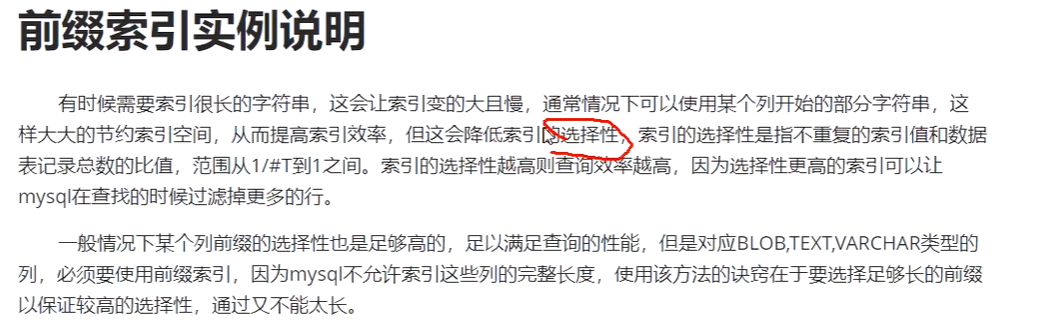 前缀索引实例说明
有时候需要索引很长的字符串，这会让索引变的大且慢，通常情况下可以使用某个列开始的部分字符串，这
样大大的节约索引空间，从而提高索引效率，但这会降低索引的选择性，索引的选择性是指不重复的索引值和数据
表记录总数的比值，范围从1/#T到1之间。索引的选择性越高则查询效率越高，因为选择性更高的索引可以让
mysql在查找的时候过滤掉更多的行。
一般情况下某个列前缀的选择性也是足够高的，足以满足查询的性能，但是对应BLOB,TEXT,VARCHAR类型的
列，必须要使用前缀索引，因为mysql不允许索引这些列的完整长度，使用该方法的诀窍在于要选择足够长的前缀
以保证较高的选择性，通过又不能太长。